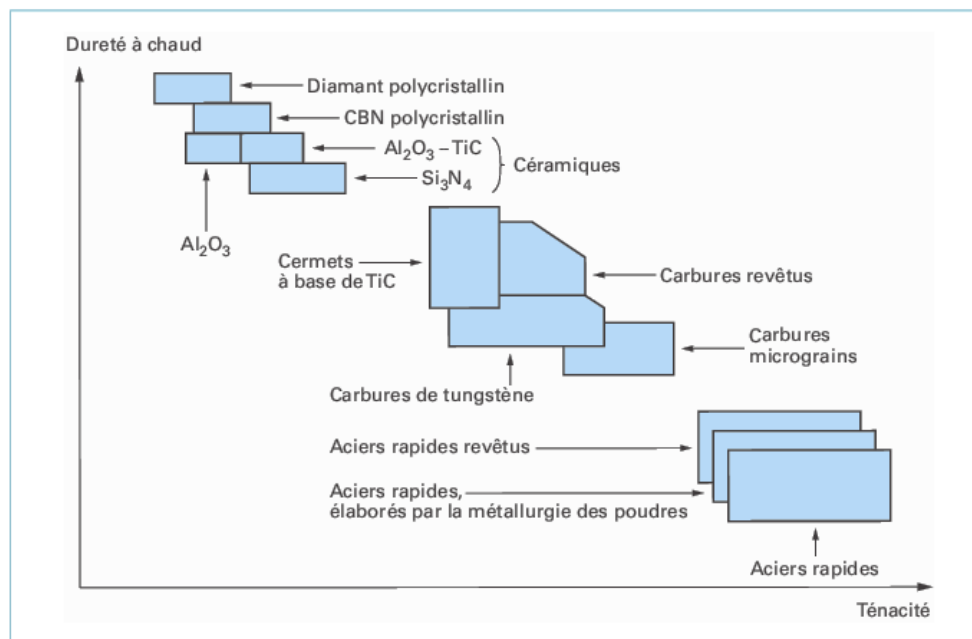 Dureté à chaud
Diamant polycristallin
CBN polycristallin
Al₂O₃ – TiC
Céramiques
Si₃N₄
Al₂O₃
Cermets
à base de TiC
Carbures revêtus
Carbures
micrograins
Carbures de tungstène
Aciers rapides revêtus
Aciers rapides,
élaborés par la métallurgie des poudres
Aciers rapides
Ténacité